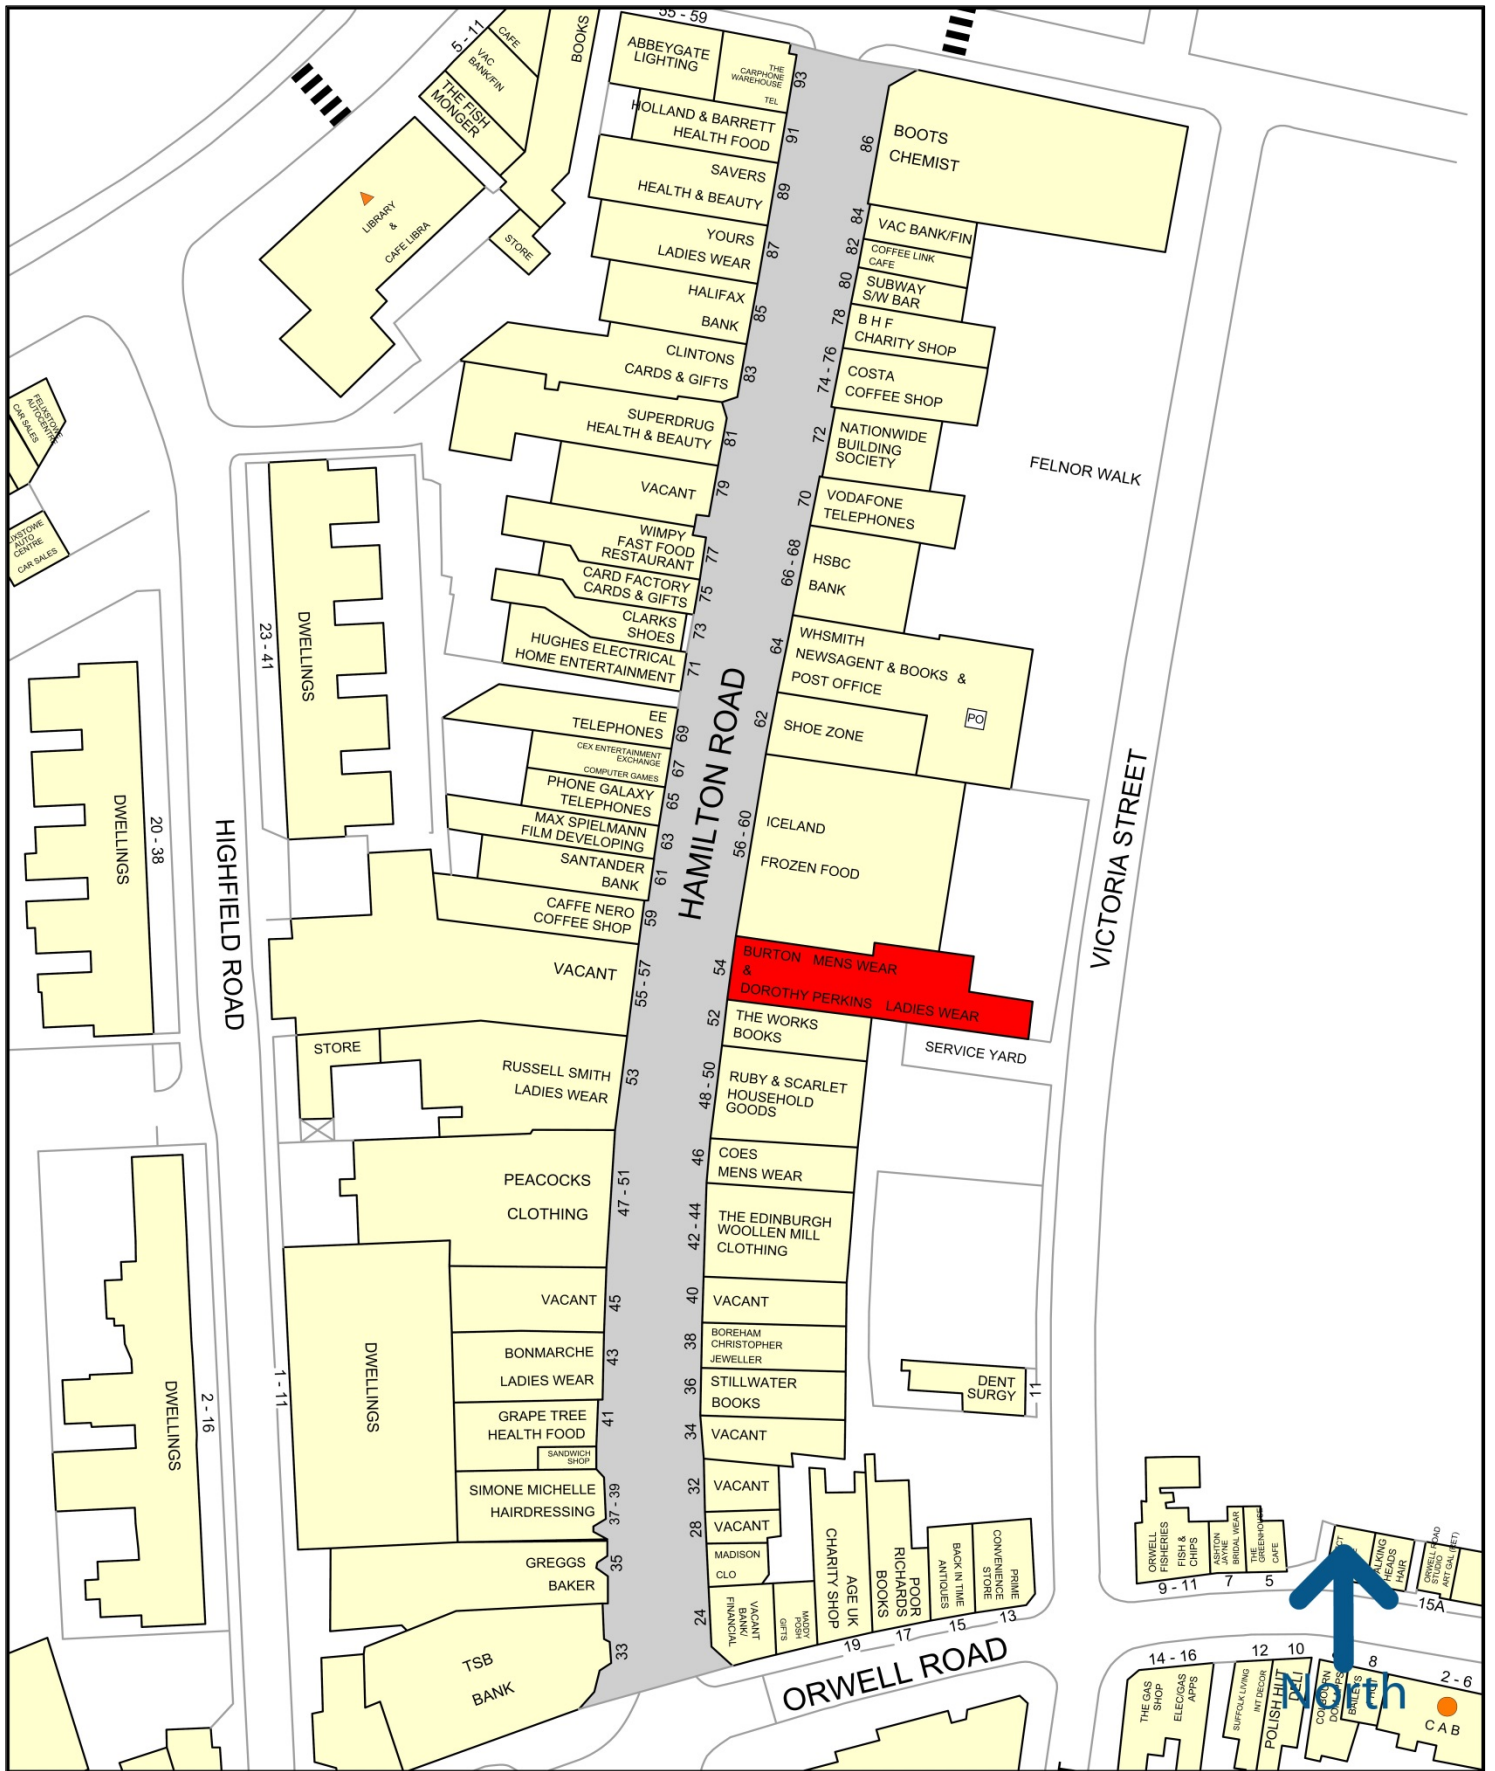 55 - 59
5 - 11
CAFE
VAC
BANK/FIN
THE FISH
MONGER
BOOKS
STORE
LIBRARY
&
CAFE LIBRA
ABBEYGATE
LIGHTING
THE
CARPHONE
WAREHOUSE
TEL
93
HOLLAND & BARRETT
HEALTH FOOD
91
SAVERS
HEALTH & BEAUTY
89
YOURS
LADIES WEAR
87
HALIFAX
BANK
85
CLINTONS
CARDS & GIFTS
83
SUPERDRUG
HEALTH & BEAUTY
81
VACANT
79
WIMPY
FAST FOOD
RESTAURANT
77
CARD FACTORY
CARDS & GIFTS
75
CLARKS
SHOES
73
HUGHES ELECTRICAL
HOME ENTERTAINMENT
71
EE
TELEPHONES
69
CEX ENTERTAINMENT
EXCHANGE
COMPUTER GAMES
67
PHONE GALAXY
TELEPHONES
65
MAX SPIELMANN
FILM DEVELOPING
63
SANTANDER
BANK
61
CAFFE NERO
COFFEE SHOP
59
VACANT
55 - 57
STORE
RUSSELL SMITH
LADIES WEAR
53
PEACOCKS
CLOTHING
47 - 51
VACANT
45
BONMARCHE
LADIES WEAR
43
GRAPE TREE
HEALTH FOOD
41
SANDWICH
SHOP
SIMONE MICHELLE
HAIRDRESSING
37 - 39
GREGGS
BAKER
35
TSB
BANK
33
BOOTS
CHEMIST
86
VAC BANK/FIN
84
COFFEE LINK
CAFE
82
SUBWAY
S/W BAR
80
B H F
CHARITY SHOP
78
COSTA
COFFEE SHOP
74 - 76
NATIONWIDE
BUILDING
SOCIETY
72
VODAFONE
TELEPHONES
70
HSBC
BANK
66 - 68
WHSMITH
NEWSAGENT & BOOKS &
POST OFFICE
PO
64
SHOE ZONE
62
ICELAND
FROZEN FOOD
56 - 60
BURTON MENS WEAR
&
DOROTHY PERKINS LADIES WEAR
54
THE WORKS
BOOKS
52
RUBY & SCARLET
HOUSEHOLD
GOODS
48 - 50
COES
MENS WEAR
46
THE EDINBURGH
WOOLLEN MILL
CLOTHING
42 - 44
VACANT
40
BOREHAM
CHRISTOPHER
JEWELLER
38
STILLWATER
BOOKS
36
VACANT
34
VACANT
32
VACANT
28
MADISON
CLO
VACANT
BANK/
FINANCIAL
24
MADDY
POSH
GIFTS
AGE UK
CHARITY SHOP
19
POOR
RICHARDS
BOOKS
17
BACK IN TIME
ANTIQUES
15
PRIME
CONVENIENCE
STORE
13
HAMILTON ROAD
HIGHFIELD ROAD
VICTORIA STREET
ORWELL ROAD
FELNOR WALK
SERVICE YARD
DENT
SURGY
11
FELIXSTOWE
AUTOCENTRE
CAR SALES
AUTO
CENTRE
CAR SALES
DWELLINGS
23 - 41
DWELLINGS
20 - 38
DWELLINGS
1 - 11
DWELLINGS
2 - 16
ORWELL
FISHERIES
FISH &
CHIPS
9 - 11
ASHTON
JAYNE
BRIDAL WEAR
7
THE
GREENHOUSE
CAFE
5
HEADS
HAIR
ORWELL ROAD
STUDIO
15A
THE GAS
SHOP
ELEC/GAS
APPS
14 - 16
SUFFOLK LIVING
INT DECOR
12
POLISH HUT
DELI
10
8
2 - 6
C A B
North